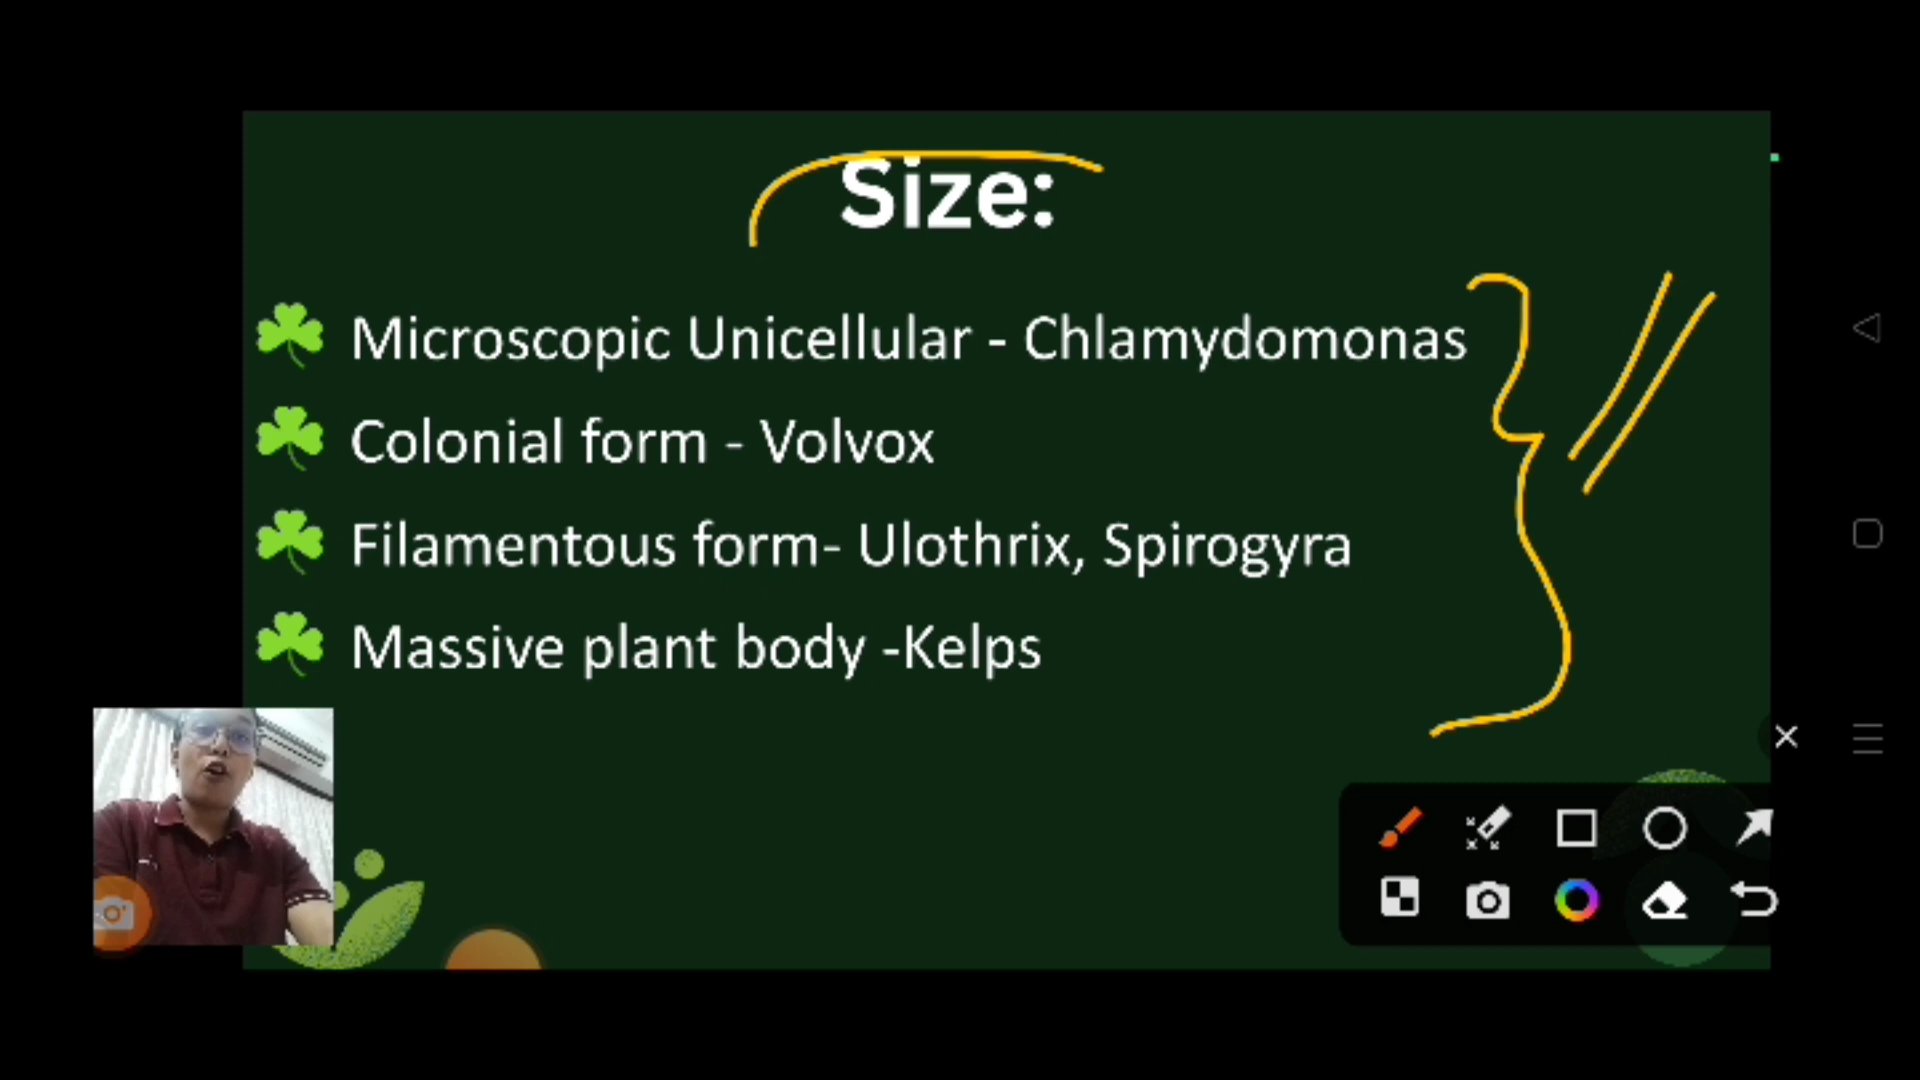 Size:
Microscopic Unicellular - Chlamydomonas
Colonial form - Volvox
Filamentous form- Ulothrix, Spirogyra
Massive plant body -Kelps